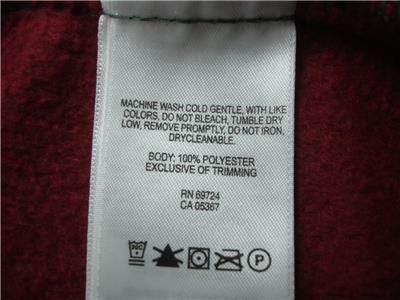 MACHINE WASH COLD GENTLE, WITH LIKE
COLORS, DO NOT BLEACH, TUMBLE DRY
LOW, REMOVE PROMPTLY, DO NOT IRON,
DRYCLEANABLE.
BODY: 100% POLYESTER
EXCLUSIVE OF TRIMMING
RN 69724
CA 05367
30C P